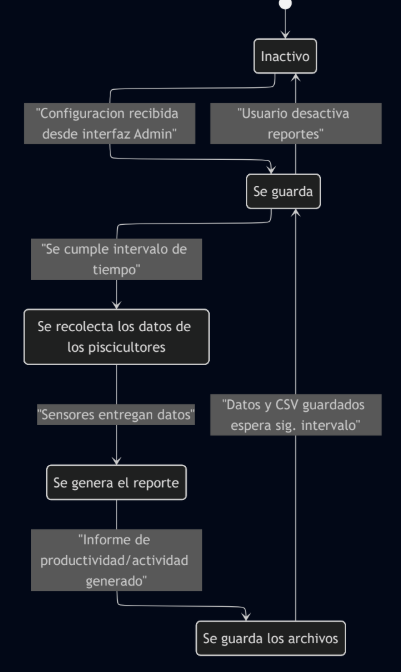 Inactivo
"Configuracion recibida
desde interfaz Admin"
"Usuario desactiva
reportes"
Se guarda
"Se cumple intervalo de
tiempo"
Se recolecta los datos de
los piscicultores
"Sensores entregan datos"
"Datos y CSV guardados
espera sig. intervalo"
Se genera el reporte
"Informe de
productividad/actividad
generado"
Se guarda los archivos